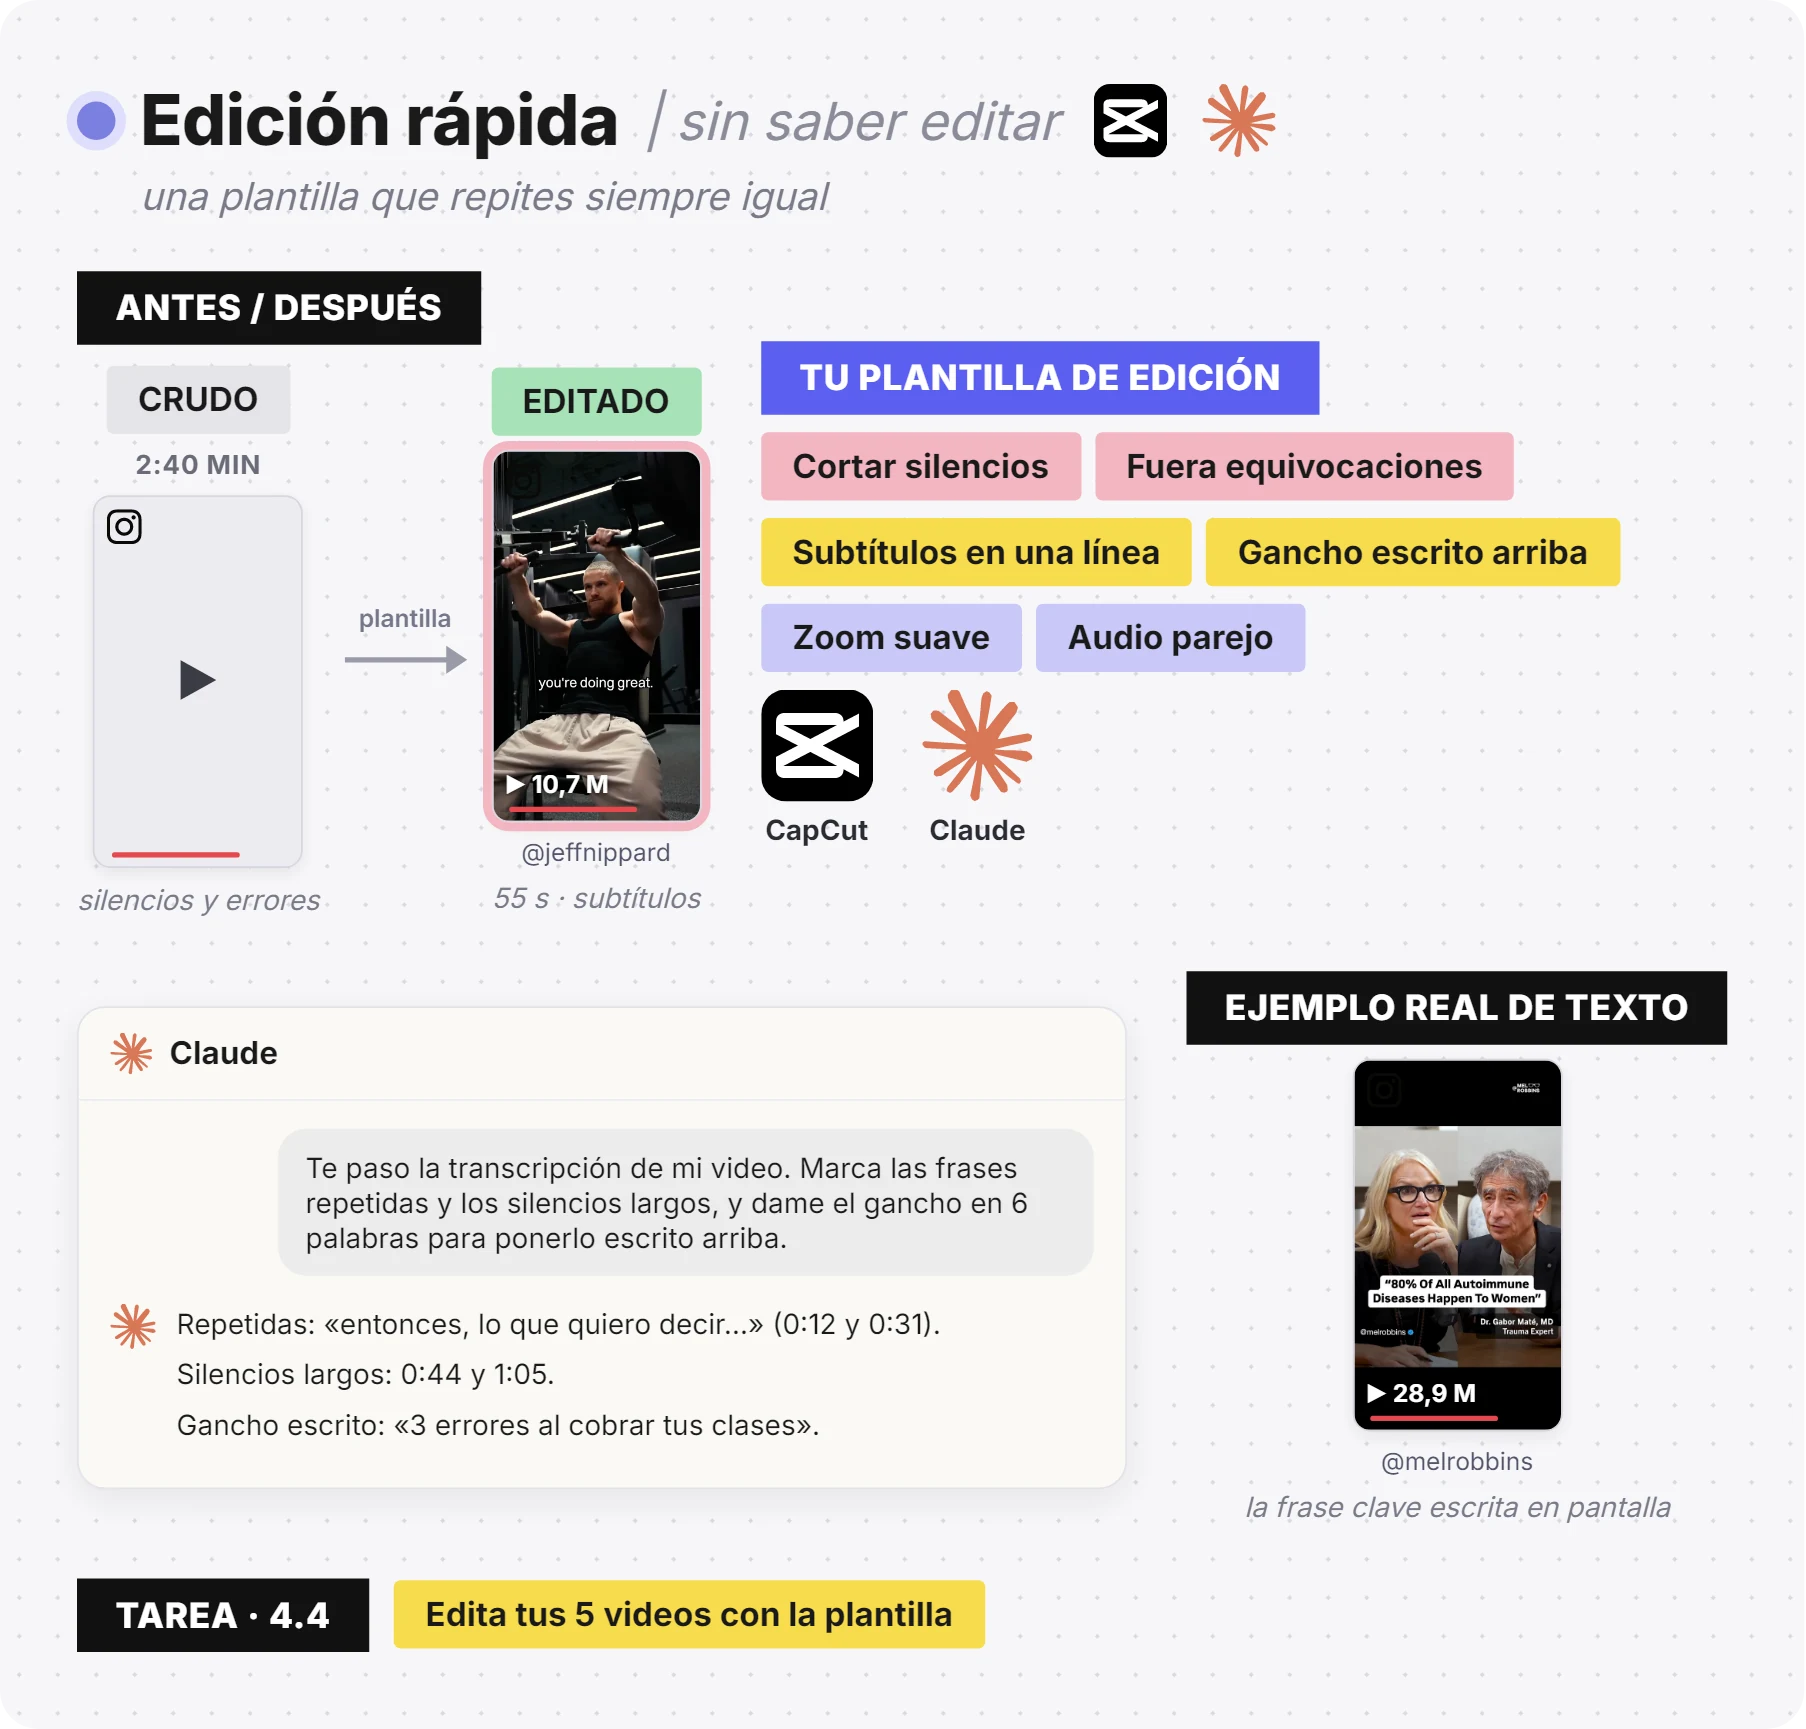 Edición rápida | sin saber editar
una plantilla que repites siempre igual
ANTES / DESPUÉS
CRUDO
2:40 MIN
silencios y errores
plantilla
EDITADO
you're doing great.
10,7 M
@jeffnippard
55 s · subtítulos
TU PLANTILLA DE EDICIÓN
Cortar silencios
Fuera equivocaciones
Subtítulos en una línea
Gancho escrito arriba
Zoom suave
Audio parejo
CapCut
Claude
Claude
Te paso la transcripción de mi video. Marca las frases
repetidas y los silencios largos, y dame el gancho en 6
palabras para ponerlo escrito arriba.
Repetidas: «entonces, lo que quiero decir...» (0:12 y 0:31).
Silencios largos: 0:44 y 1:05.
Gancho escrito: «3 errores al cobrar tus clases».
EJEMPLO REAL DE TEXTO
MEL
ROBBINS
“80% Of All Autoimmune
Diseases Happen To Women”
Dr. Gabor Maté, MD
Trauma Expert
@melrobbins
28,9 M
@melrobbins
la frase clave escrita en pantalla
TAREA · 4.4
Edita tus 5 videos con la plantilla